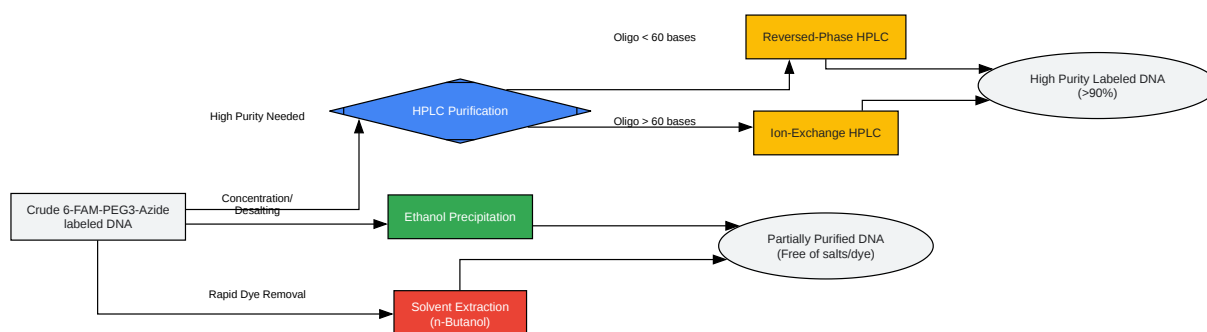 Oligo < 60 bases
Reversed-Phase HPLC
High Purity Labeled DNA
(>90%)
High Purity Needed
HPLC Purification
Oligo > 60 bases
Ion-Exchange HPLC
Crude 6-FAM-PEG3-Azide
labeled DNA
Concentration/
Desalting
Ethanol Precipitation
Partially Purified DNA
(Free of salts/dye)
Rapid Dye Removal
Solvent Extraction
(n-Butanol)